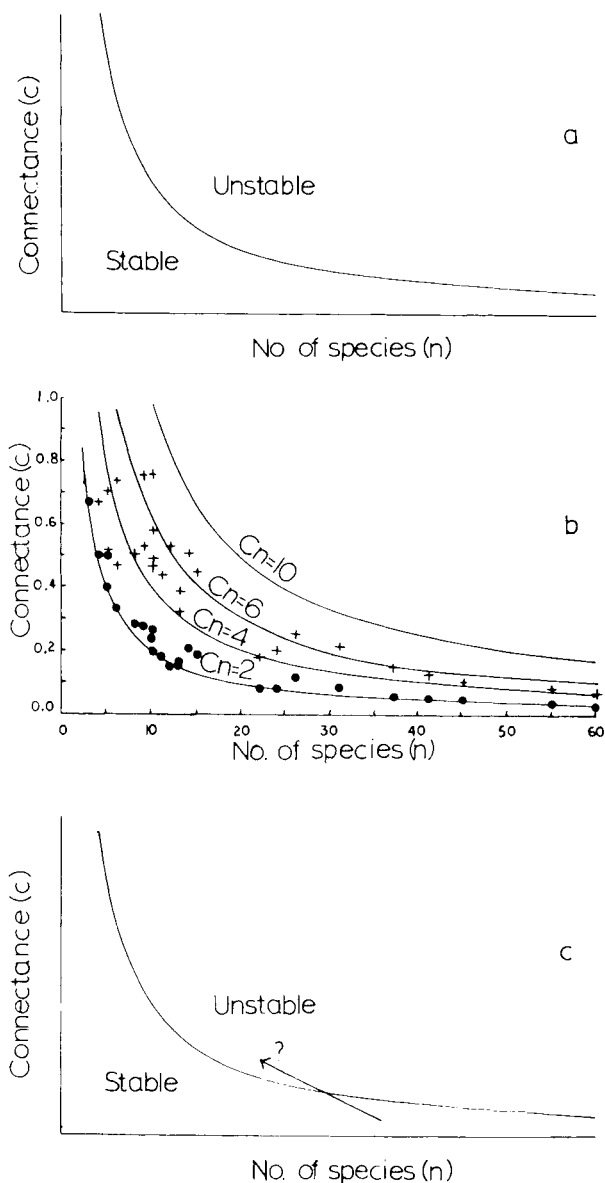 Connectance (c)
a
Unstable
Stable
No. of species (n)
1.0
0.8
0.6
0.4
0.2
0.0
Connectance (c)
b
Cn=10
Cn=6
Cn=4
Cn=2
0 10 20 30 40 50 60
No. of species (n)
Connectance (c)
c
Unstable
?
Stable
No. of species (n)